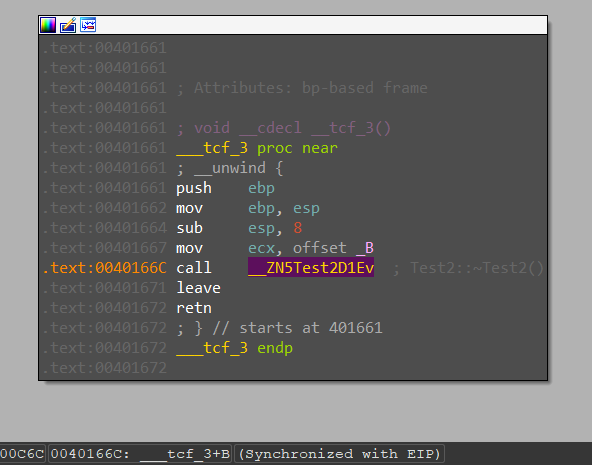 .text:00401661
.text:00401661
.text:00401661 ; Attributes: bp-based frame
.text:00401661
.text:00401661 ; void __cdecl __tcf_3()
.text:00401661 ___tcf_3 proc near
.text:00401661 ; __unwind {
.text:00401661 push    ebp
.text:00401662 mov     ebp, esp
.text:00401664 sub     esp, 8
.text:00401667 mov     ecx, offset _B
.text:0040166C call    __ZN5Test2D1Ev  ; Test2::~Test2()
.text:00401671 leave
.text:00401672 retn
.text:00401672 ; } // starts at 401661
.text:00401672 ___tcf_3 endp
.text:00401672
00C6C 0040166C: ___tcf_3+B (Synchronized with EIP)